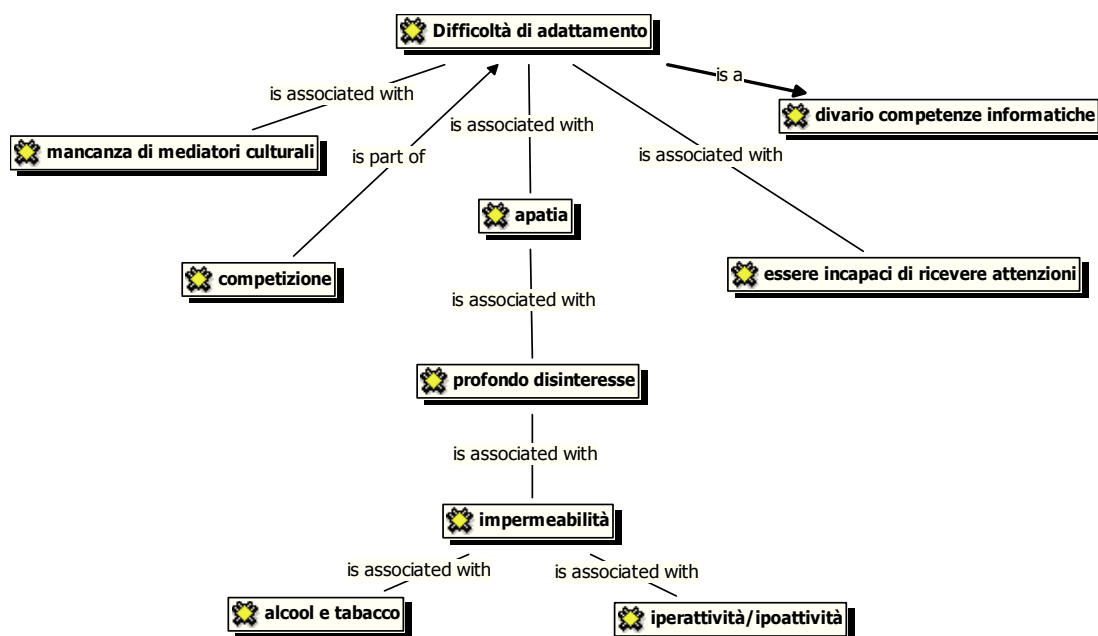 Difficoltà di adattamento
is a
is associated with
divario competenze informatiche
is associated with
mancanza di mediatori culturali
is part of
is associated with
apatia
competizione
essere incapaci di ricevere attenzioni
is associated with
profondo disinteresse
is associated with
impermeabilità
is associated with
is associated with
alcool e tabacco
iperattività/ipoattività